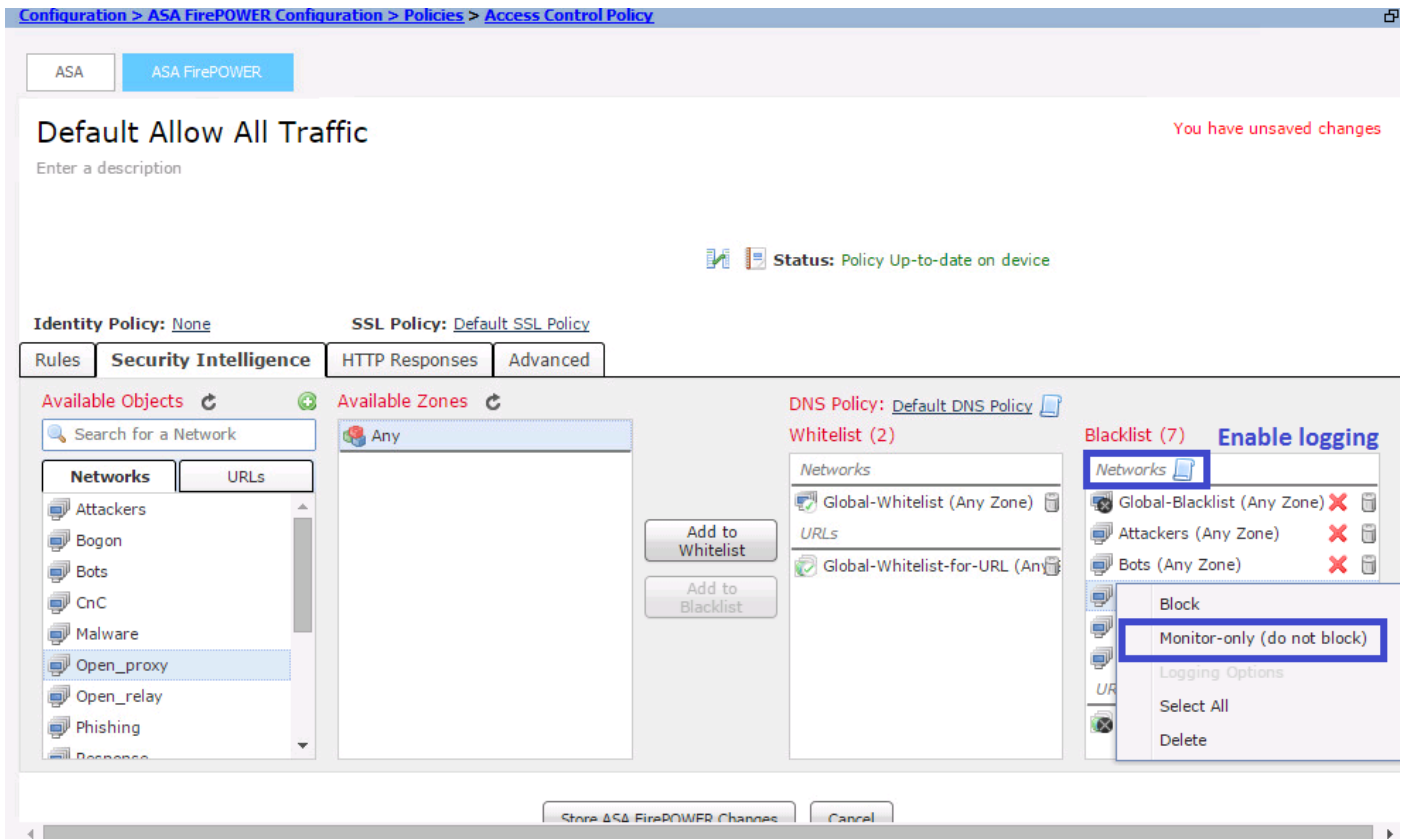 Configuration > ASA FirePOWER Configuration > Policies > Access Control Policy
ASA
ASA FirePOWER
Default Allow All Traffic
You have unsaved changes
Enter a description
Status: Policy Up-to-date on device
Identity Policy: None
SSL Policy: Default SSL Policy
Rules
Security Intelligence
HTTP Responses
Advanced
Available Objects
Search for a Network
Networks
URLs
Attackers
Bogon
Bots
CnC
Malware
Open_proxy
Open_relay
Phishing
Response
Available Zones
Any
Add to
Whitelist
Add to
Blacklist
DNS Policy: Default DNS Policy
Whitelist (2)
Networks
Global-Whitelist (Any Zone)
URLs
Global-Whitelist-for-URL (Any
Blacklist (7)
Enable logging
Networks
Global-Blacklist (Any Zone)
Attackers (Any Zone)
Bots (Any Zone)
UR
Block
Monitor-only (do not block)
Logging Options
Select All
Delete
Store ASA FirePOWER Changes
Cancel